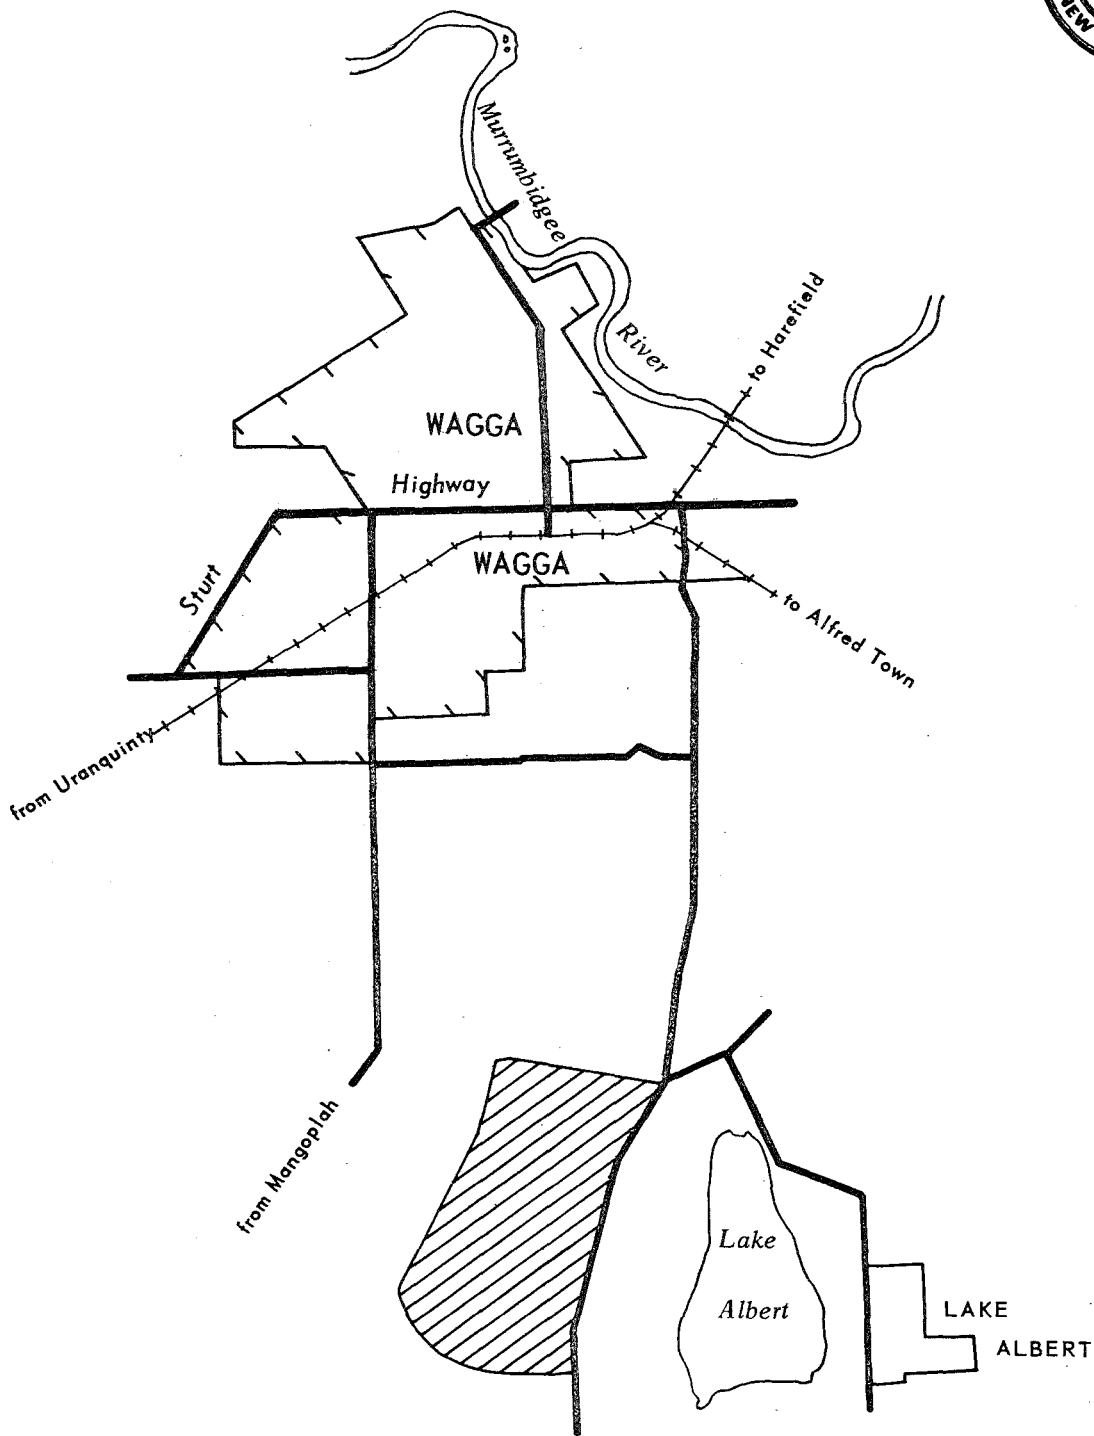 NEW
Murrumbidgee
River
to Harefield
WAGGA
Highway
WAGGA
Sturt
to Alfred Town
from Uranquinty
from Mangoplah
Lake
Albert
LAKE
ALBERT